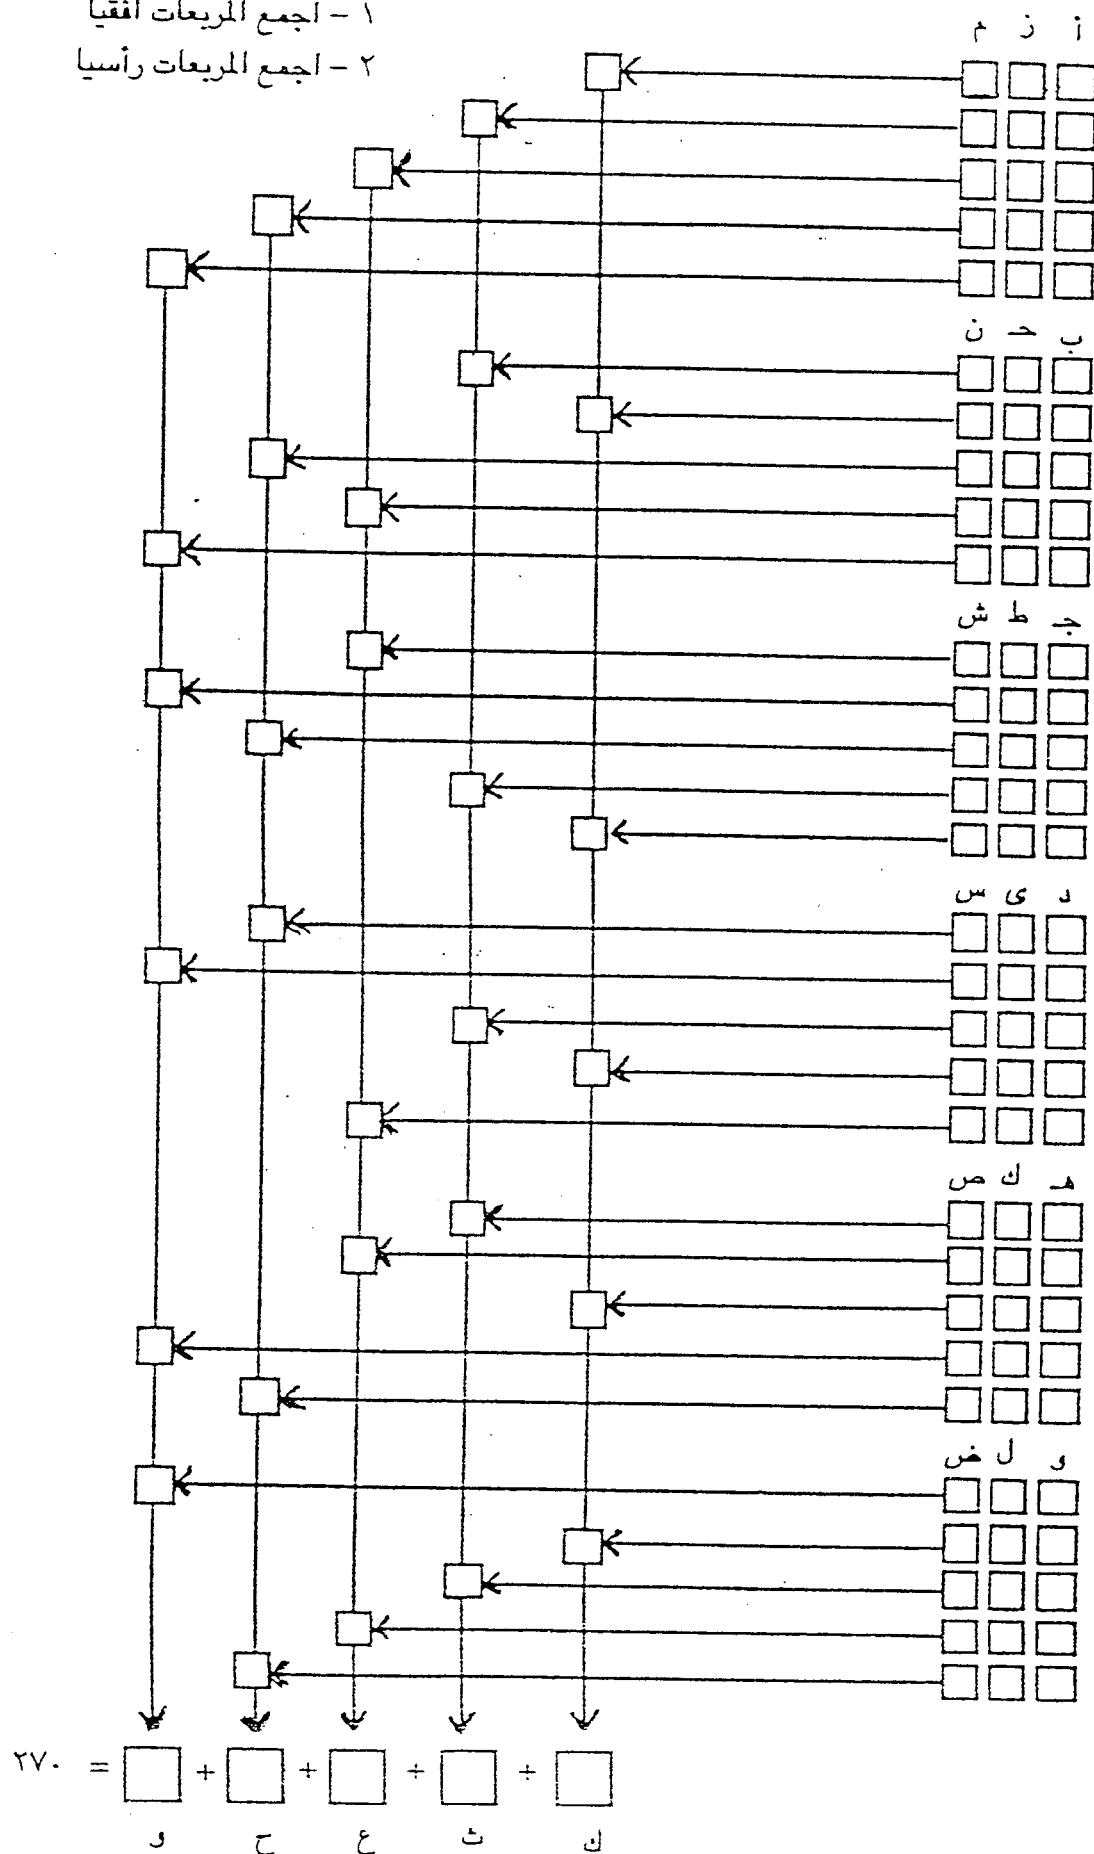 ١ – اجمع المربعات أفقيا
٢ – اجمع المربعات رأسيا
أ ز م
ب حـ ن
جـ ط ش
د ى س
هـ ك ص
و ل ض
+ + + + = ٢٧٠
ك ث ع ح و